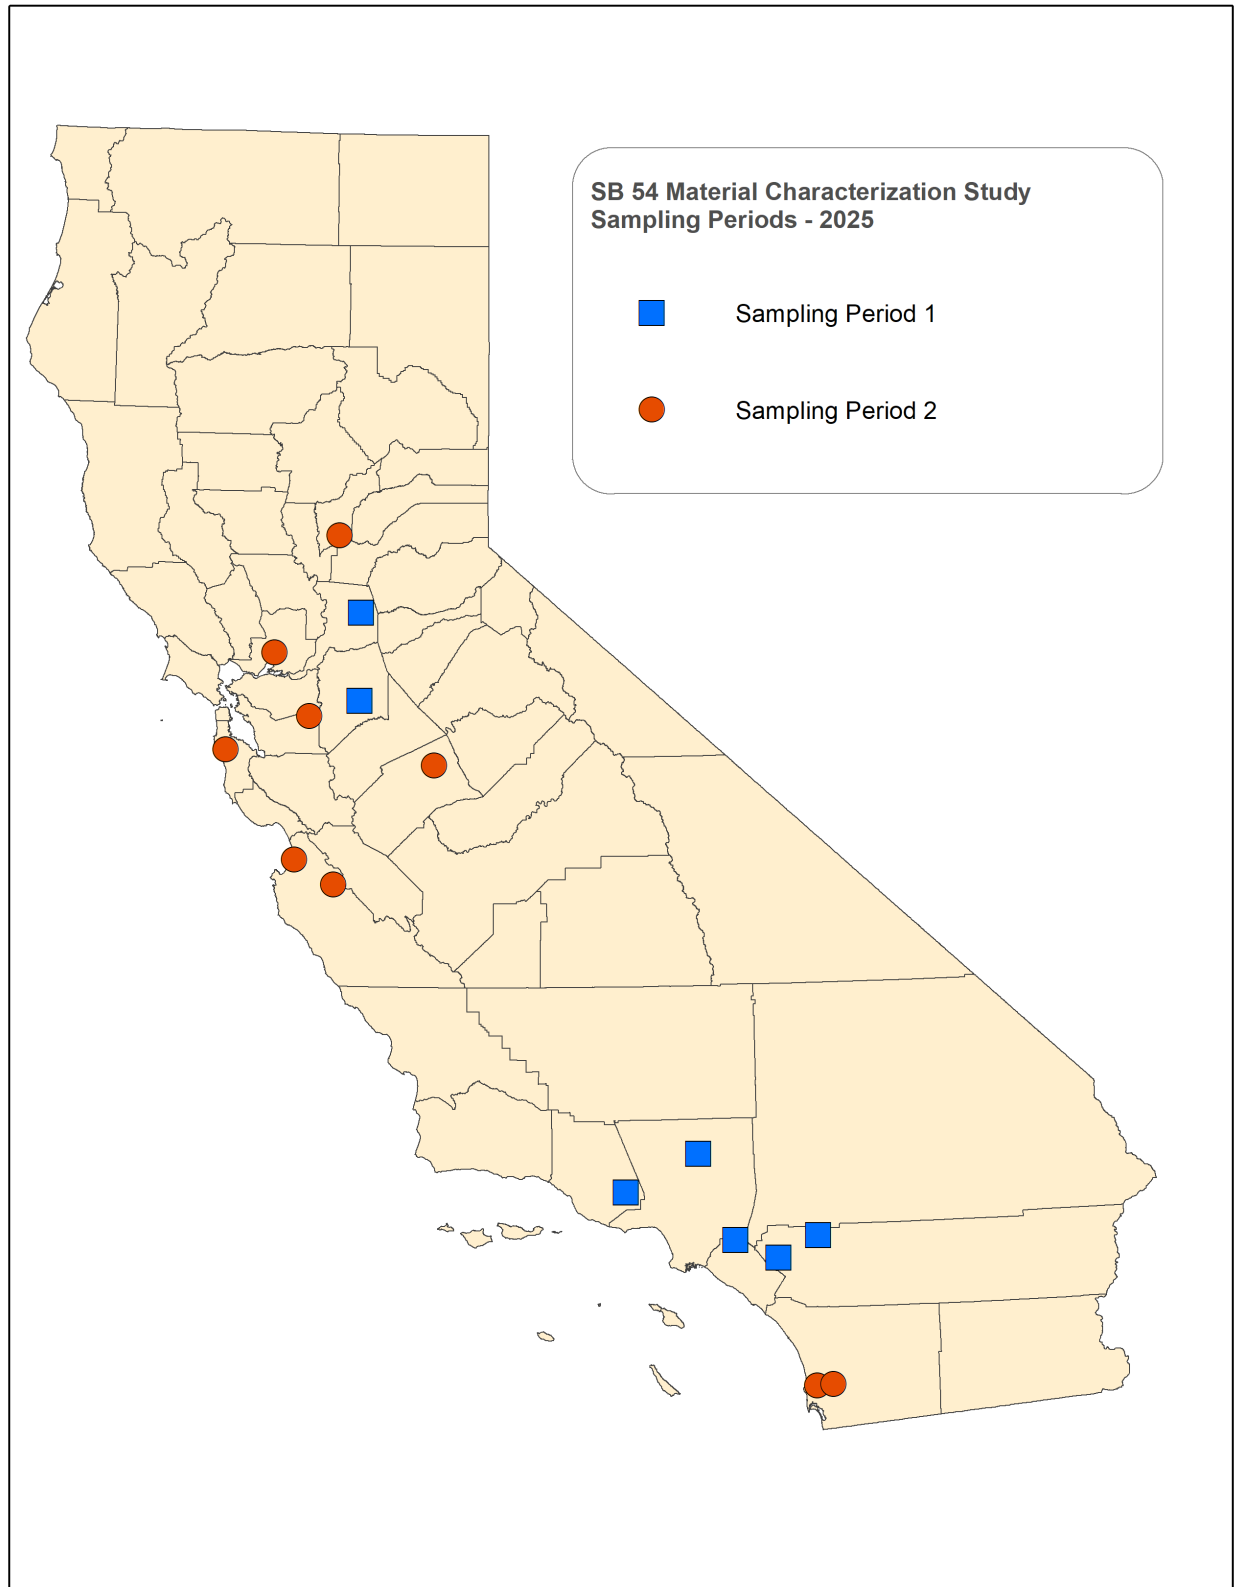 SB 54 Material Characterization Study
Sampling Periods - 2025
Sampling Period 1
Sampling Period 2